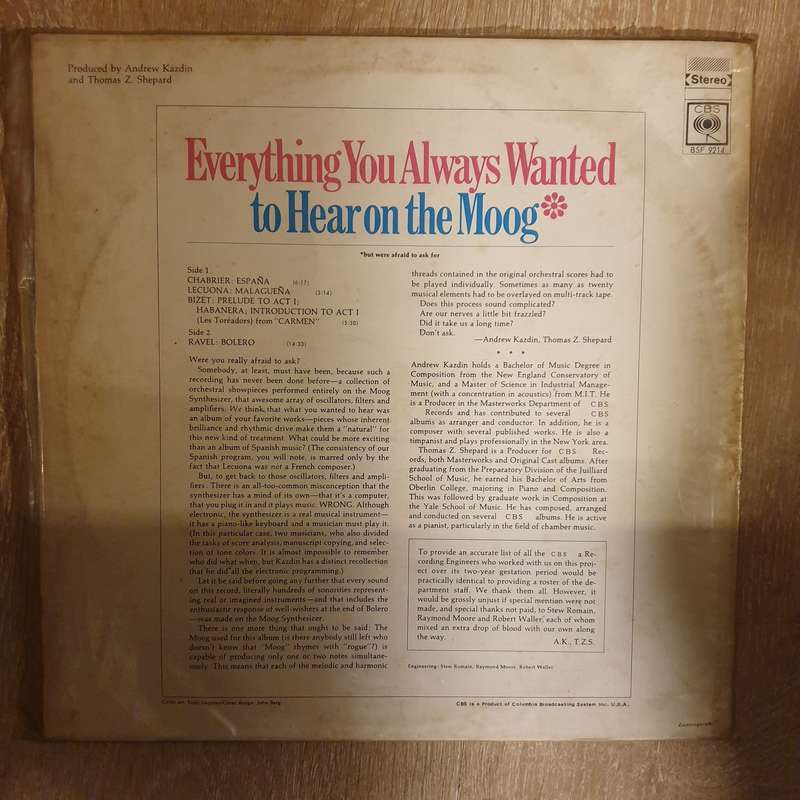 Produced by Andrew Kazdin
and Thomas Z. Shepard
Stereo
CBS
BSF 9214
Everything You Always Wanted
to Hear on the Moog*
*but were afraid to ask for
Side 1
CHABRIER: ESPAÑA (6:17)
LECUONA: MALAGUEÑA (3:14)
BIZET: PRELUDE TO ACT I;
HABANERA; INTRODUCTION TO ACT I
(Les Toréadors) from "CARMEN" (5:30)
Side 2
RAVEL: BOLERO (14:33)
Were you really afraid to ask?
Somebody, at least, must have been, because such a
recording has never been done before—a collection of
orchestral showpieces performed entirely on the Moog
Synthesizer, that awesome array of oscillators, filters and
amplifiers. We think, that what you wanted to hear was
an album of your favorite works—pieces whose inherent
brilliance and rhythmic drive make them a "natural" for
this new kind of treatment. What could be more exciting
than an album of Spanish music? (The consistency of our
Spanish program, you will note, is marred only by the
fact that Lecuona was not a French composer.)
But, to get back to those oscillators, filters and ampli-
fiers: There is an all-too-common misconception that the
synthesizer has a mind of its own—that it's a computer,
that you plug it in and it plays music. WRONG. Although
electronic, the synthesizer is a real musical instrument—
it has a piano-like keyboard and a musician must play it.
(In this particular case, two musicians, who also divided
the tasks of score analysis, manuscript copying, and selec-
tion of tone colors. It is almost impossible to remember
who did what when, but Kazdin has a distinct recollection
that he did all the electronic programming.)
Let it be said before going any further that every sound
on this record, literally hundreds of sonorities represent-
ing real or imagined instruments—and that includes the
enthusiastic response of well-wishers at the end of Bolero
—was made on the Moog Synthesizer.
There is one more thing that ought to be said: The
Moog used for this album (is there anybody still left who
doesn't know that "Moog" rhymes with "rogue"?) is
capable of producing only one or two notes simultane-
ously. This means that each of the melodic and harmonic
threads contained in the original orchestral scores had to
be played individually. Sometimes as many as twenty
musical elements had to be overlayed on multi-track tape.
Does this process sound complicated?
Are our nerves a little bit frazzled?
Did it take us a long time?
Don't ask.
—Andrew Kazdin, Thomas Z. Shepard
* * *
Andrew Kazdin holds a Bachelor of Music Degree in
Composition from the New England Conservatory of
Music, and a Master of Science in Industrial Manage-
ment (with a concentration in acoustics) from M.I.T. He
is a Producer in the Masterworks Department of CBS
Records and has contributed to several CBS
albums as arranger and conductor. In addition, he is a
composer with several published works. He is also a
timpanist and plays professionally in the New York area.
Thomas Z. Shepard is a Producer for CBS Rec-
ords, both Masterworks and Original Cast albums. After
graduating from the Preparatory Division of the Juilliard
School of Music, he earned his Bachelor of Arts from
Oberlin College, majoring in Piano and Composition.
This was followed by graduate work in Composition at
the Yale School of Music. He has composed, arranged
and conducted on several CBS albums. He is active
as a pianist, particularly in the field of chamber music.
To provide an accurate list of all the CBS a Re-
cording Engineers who worked with us on this proj-
ect over its two-year gestation period would be
practically identical to providing a roster of the de-
partment staff. We thank them all. However, it
would be grossly unjust if special mention were not
made, and special thanks not paid, to Stew Romain,
Raymond Moore and Robert Waller, each of whom
mixed an extra drop of blood with our own along
the way.
A.K., T.Z.S.
Engineering: Stew Romain, Raymond Moore, Robert Waller
Cover design: John Berg
CBS is a Product of Columbia Broadcasting System Inc. U.S.A.